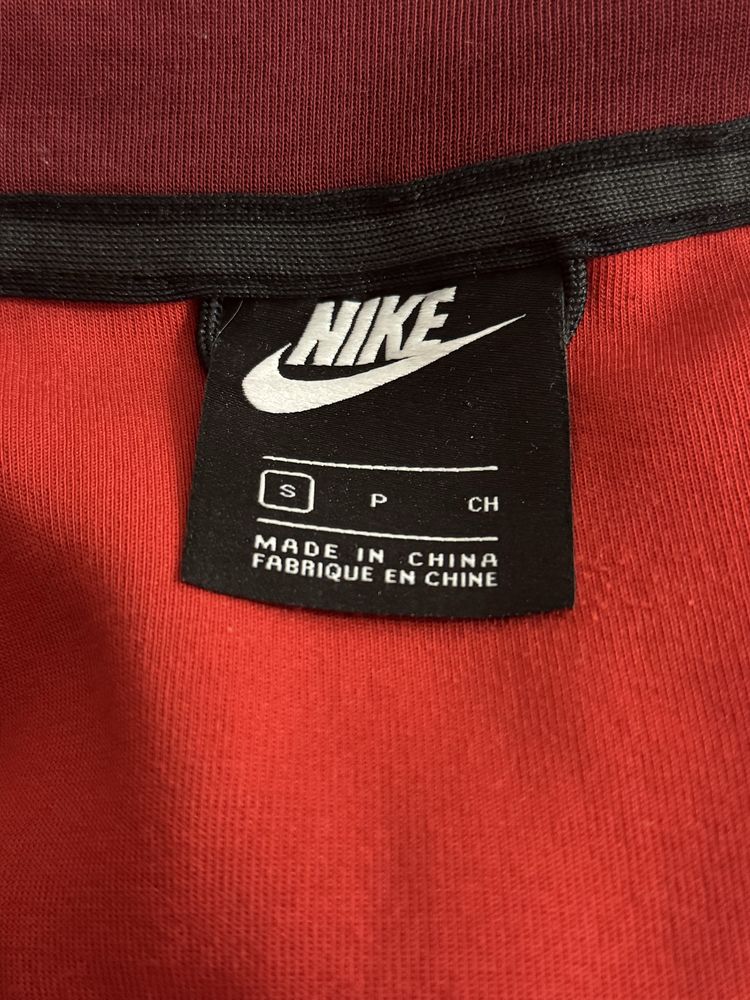 NIKE
S P CH
MADE IN CHINA
FABRIQUE EN CHINE